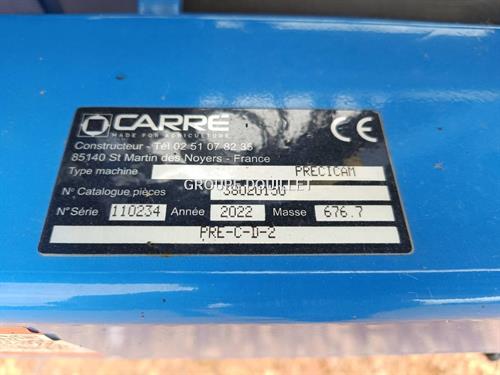 CARRÉ
MADE FOR AGRICULTURE
CE
Constructeur - Tél 02 51 07 82 35
85140 St Martin des Noyers - France
Type machine PRECICAM
GROUPE DOUILLET
N° Catalogue pièces
N° Série 110234 Année 2022 Masse 676.7
PRE-C-D-2